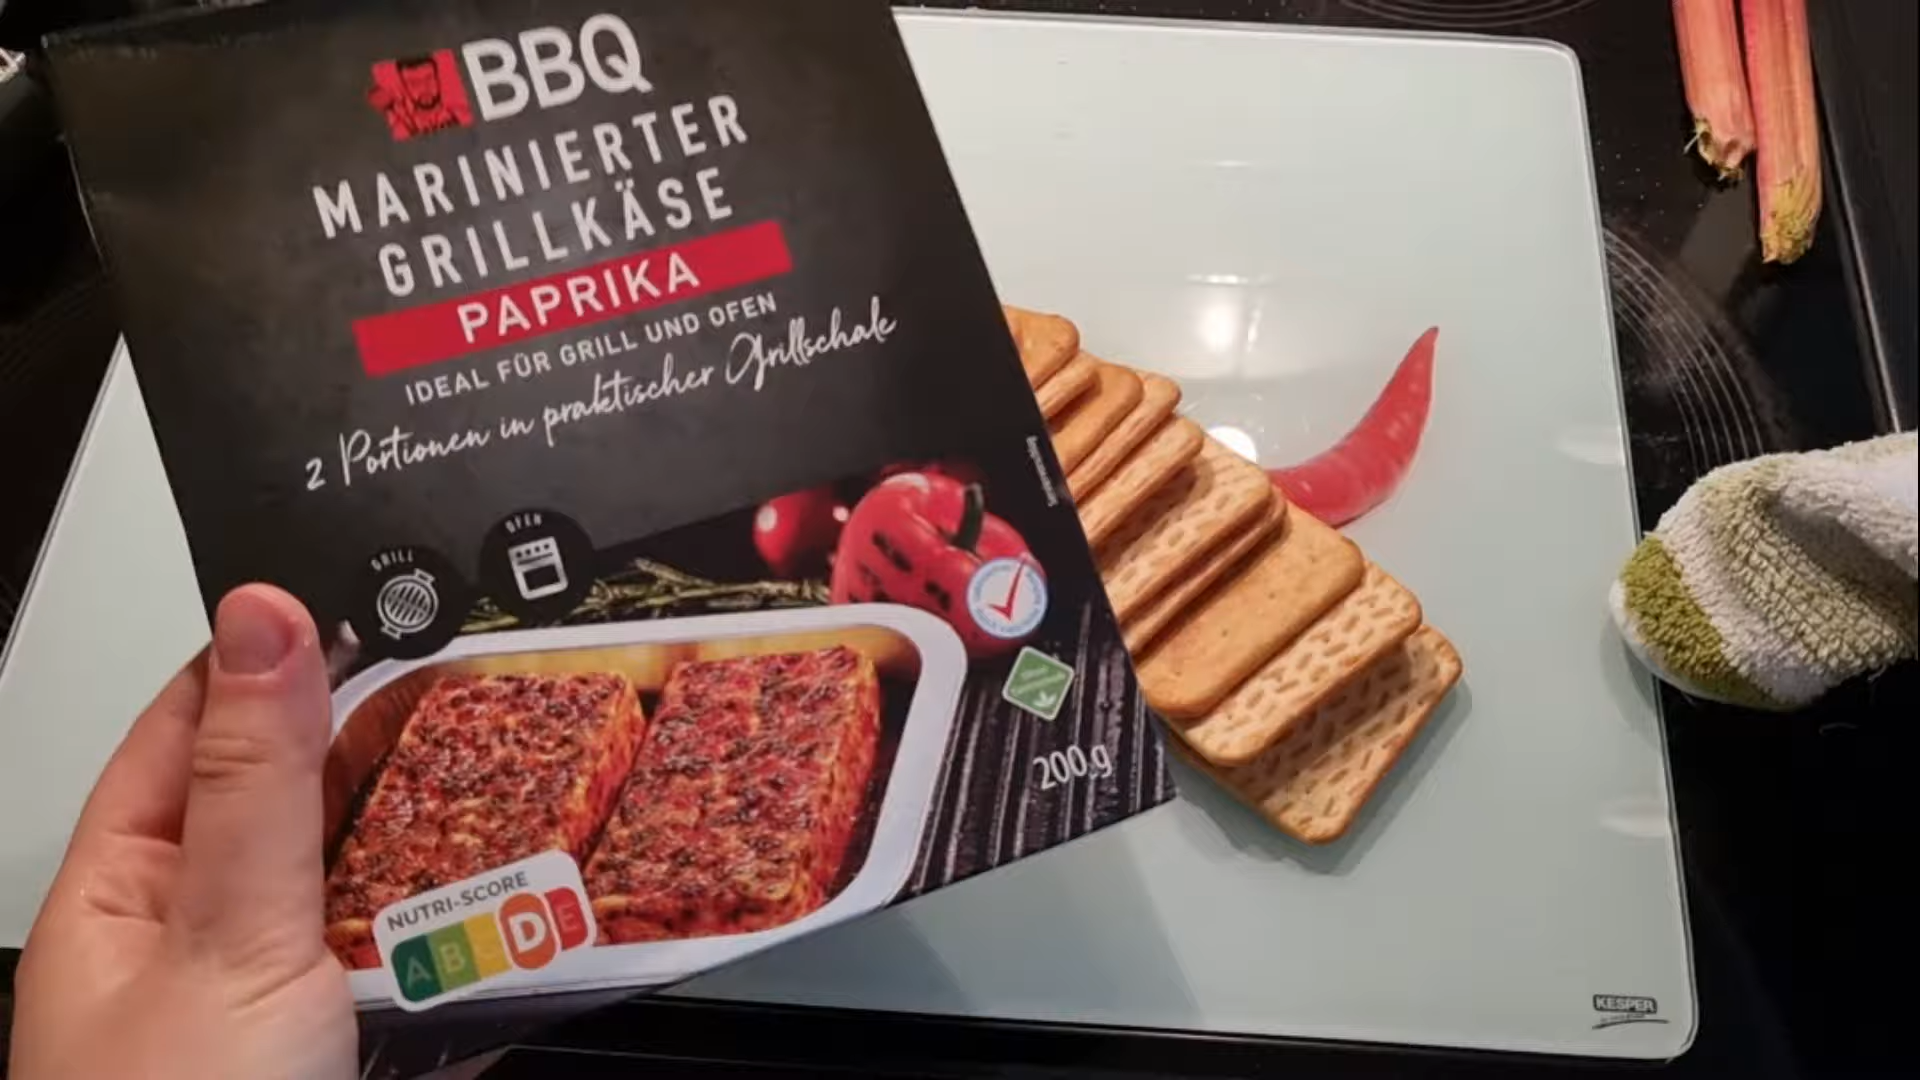 BBQ
MARINIERTER
GRILLKÄSE
PAPRIKA
IDEAL FÜR GRILL UND OFEN
2 Portionen in praktischer Grillschale
GRILL
OFEN
200 g
NUTRI-SCORE
A B C D E
KESPER